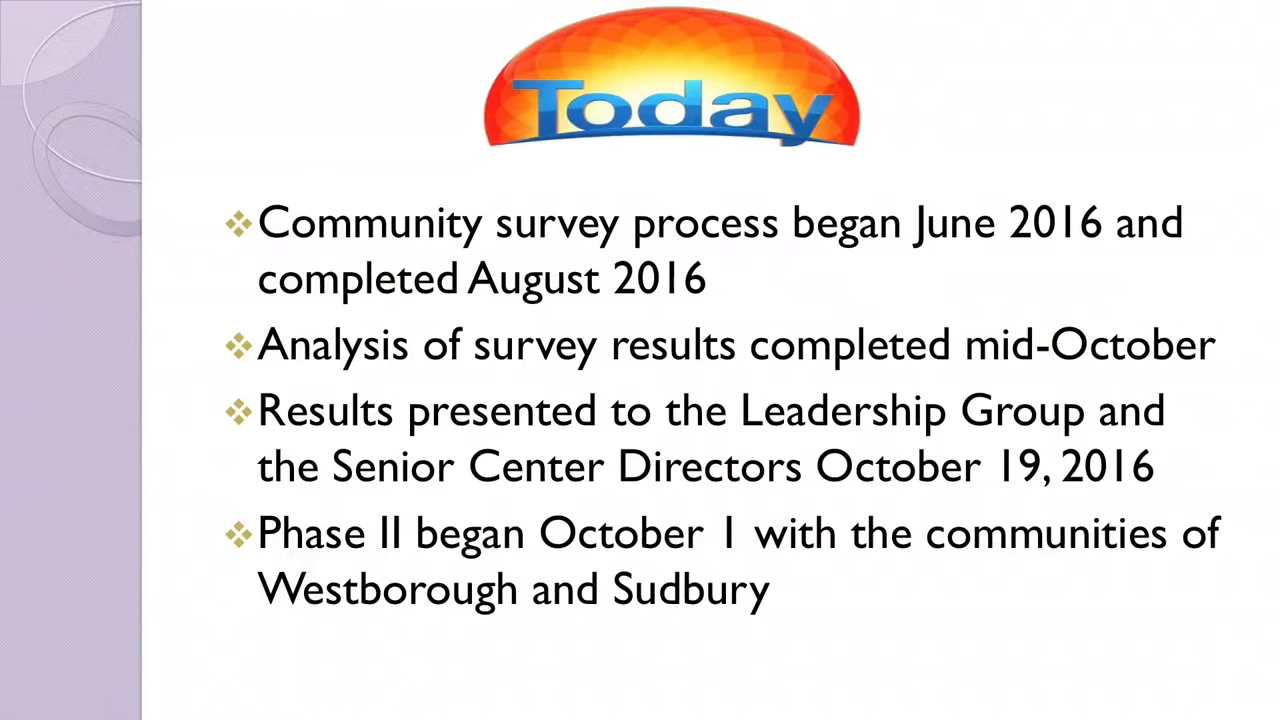 Today
Community survey process began June 2016 and
completed August 2016
Analysis of survey results completed mid-October
Results presented to the Leadership Group and
the Senior Center Directors October 19, 2016
Phase II began October 1 with the communities of
Westborough and Sudbury